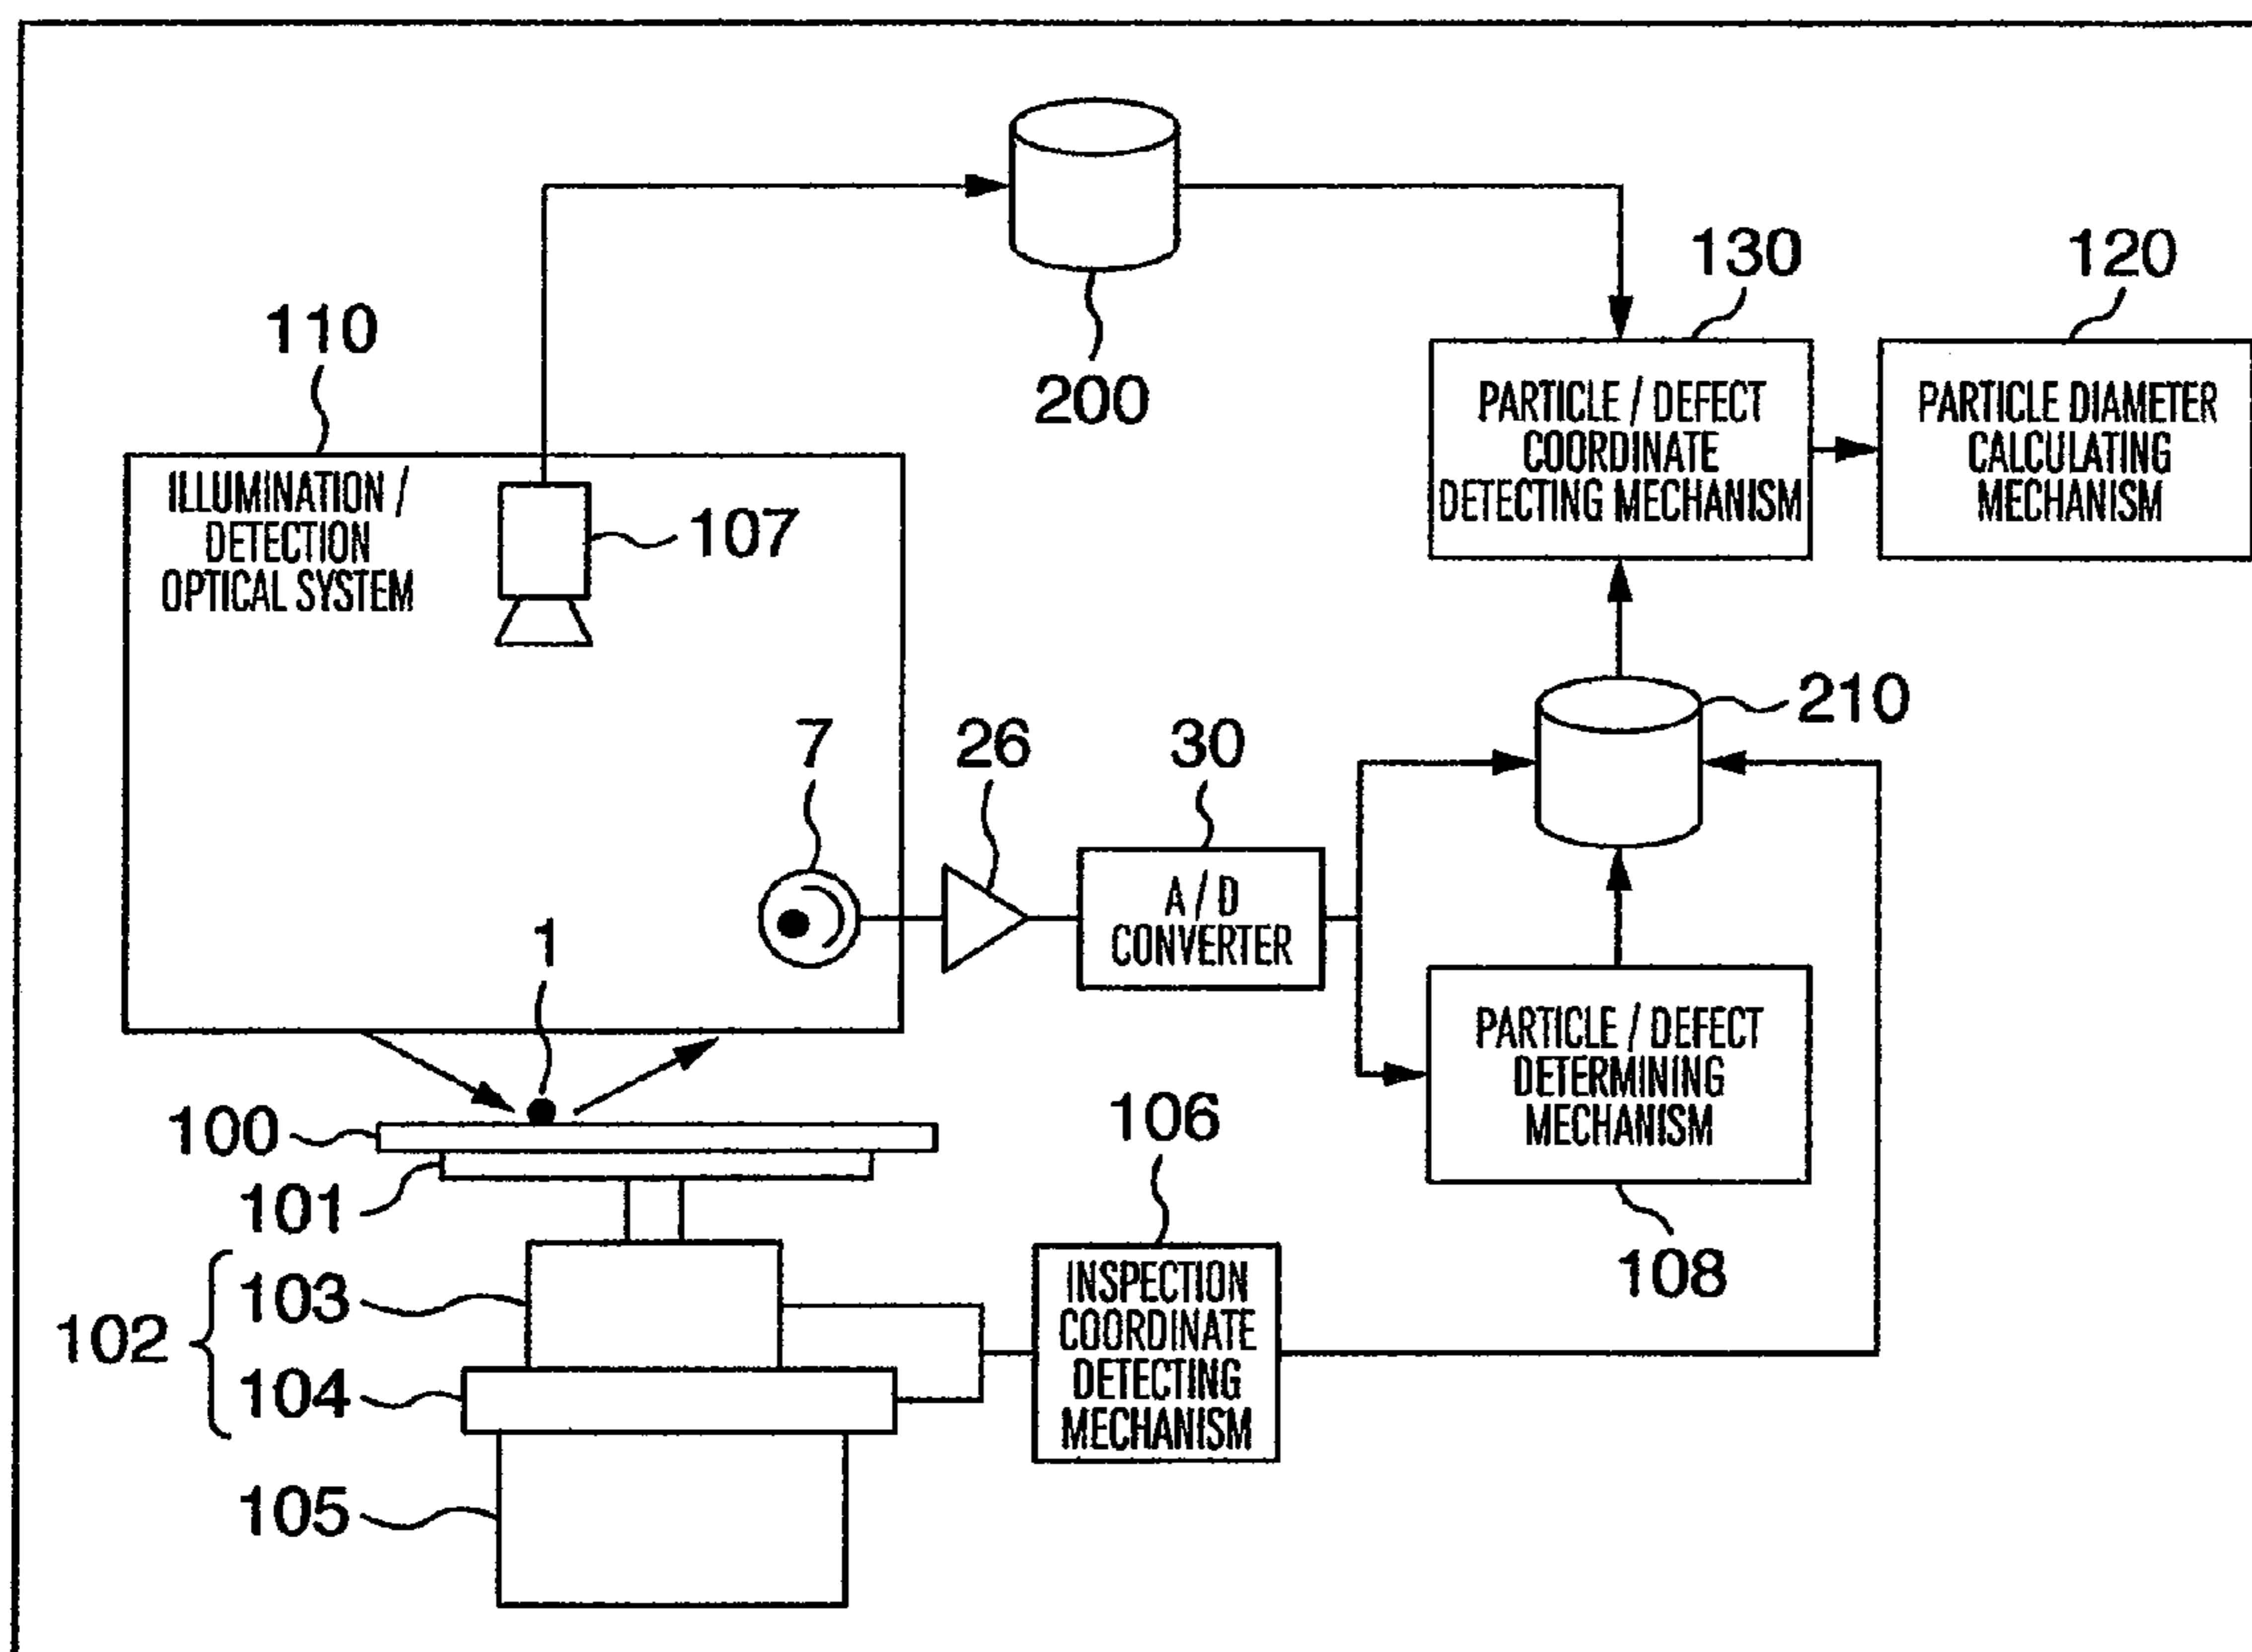 200
130
120
110
PARTICLE / DEFECT
COORDINATE
DETECTING MECHANISM
PARTICLE DIAMETER
CALCULATING
MECHANISM
ILLUMINATION /
DETECTION
OPTICAL SYSTEM
107
210
7
26
30
A / D
CONVERTER
1
PARTICLE / DEFECT
DETERMINING
MECHANISM
108
100
101
106
INSPECTION
COORDINATE
DETECTING
MECHANISM
102
103
104
105